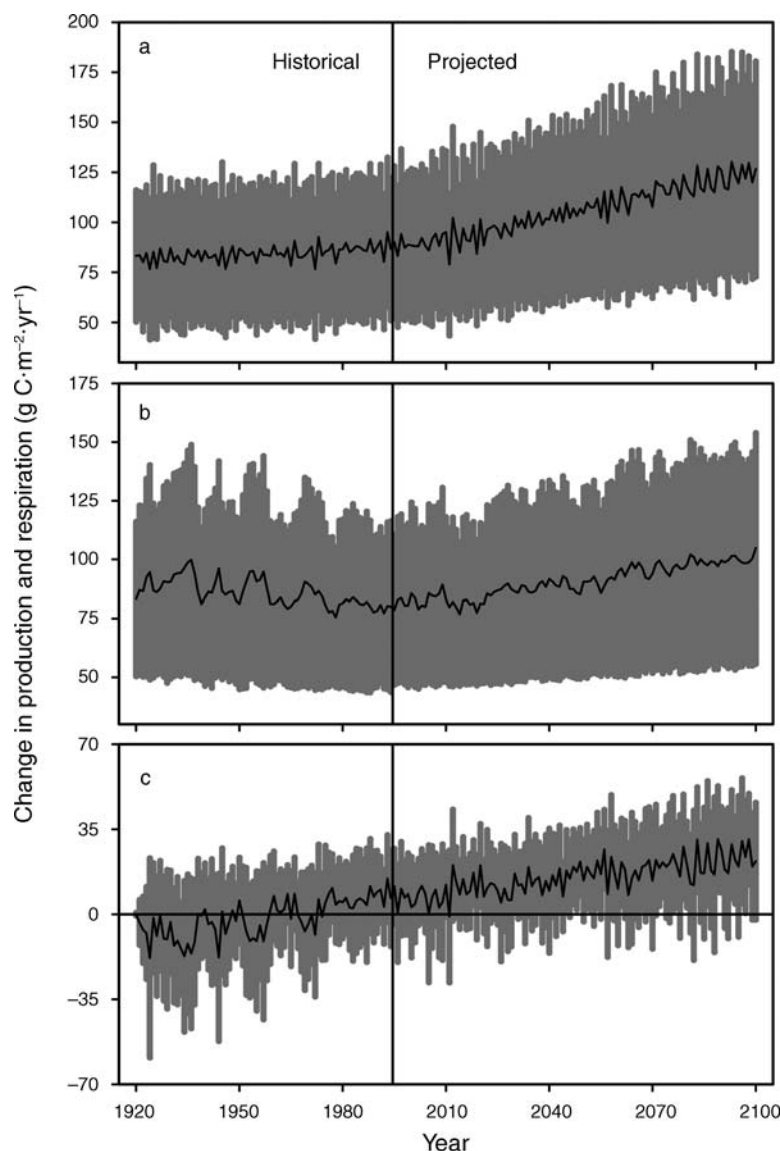 Change in production and respiration (g C·m⁻²·yr⁻¹)
200
a
Historical
Projected
175
150
125
100
75
50
175
b
150
125
100
75
50
70
c
35
0
−35
−70
1920 1950 1980 2010 2040 2070 2100
Year